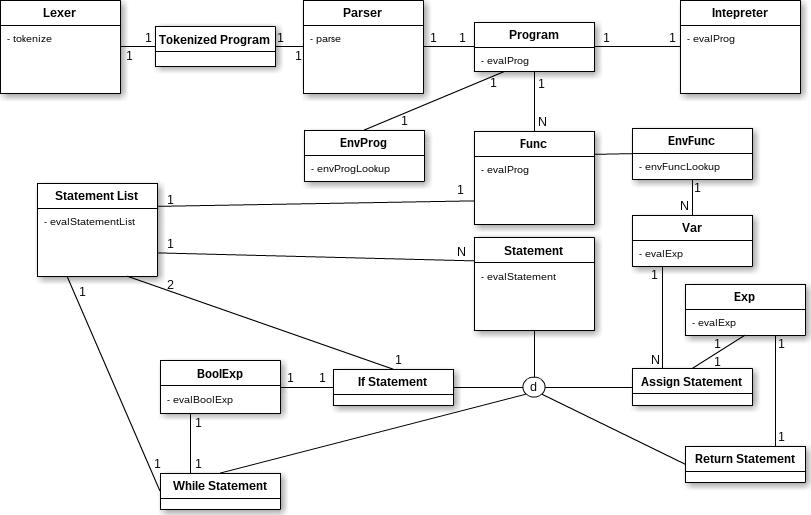 Lexer
- tokenize
1
1
Tokenized Program
1
1
Parser
- parse
1
1
Program
- evalProg
1
1
Intepreter
- evalProg
1
1
1
N
EnvProg
- envProgLookup
Func
- evalProg
EnvFunc
- envFuncLookup
1
N
Statement List
- evalStatementList
1
1
1
N
Statement
- evalStatement
Var
- evalExp
1
N
Exp
- evalExp
1
1
1
1
2
1
1
BoolExp
- evalBoolExp
1
1
If Statement
d
Assign Statement
1
1
1
While Statement
Return Statement
1